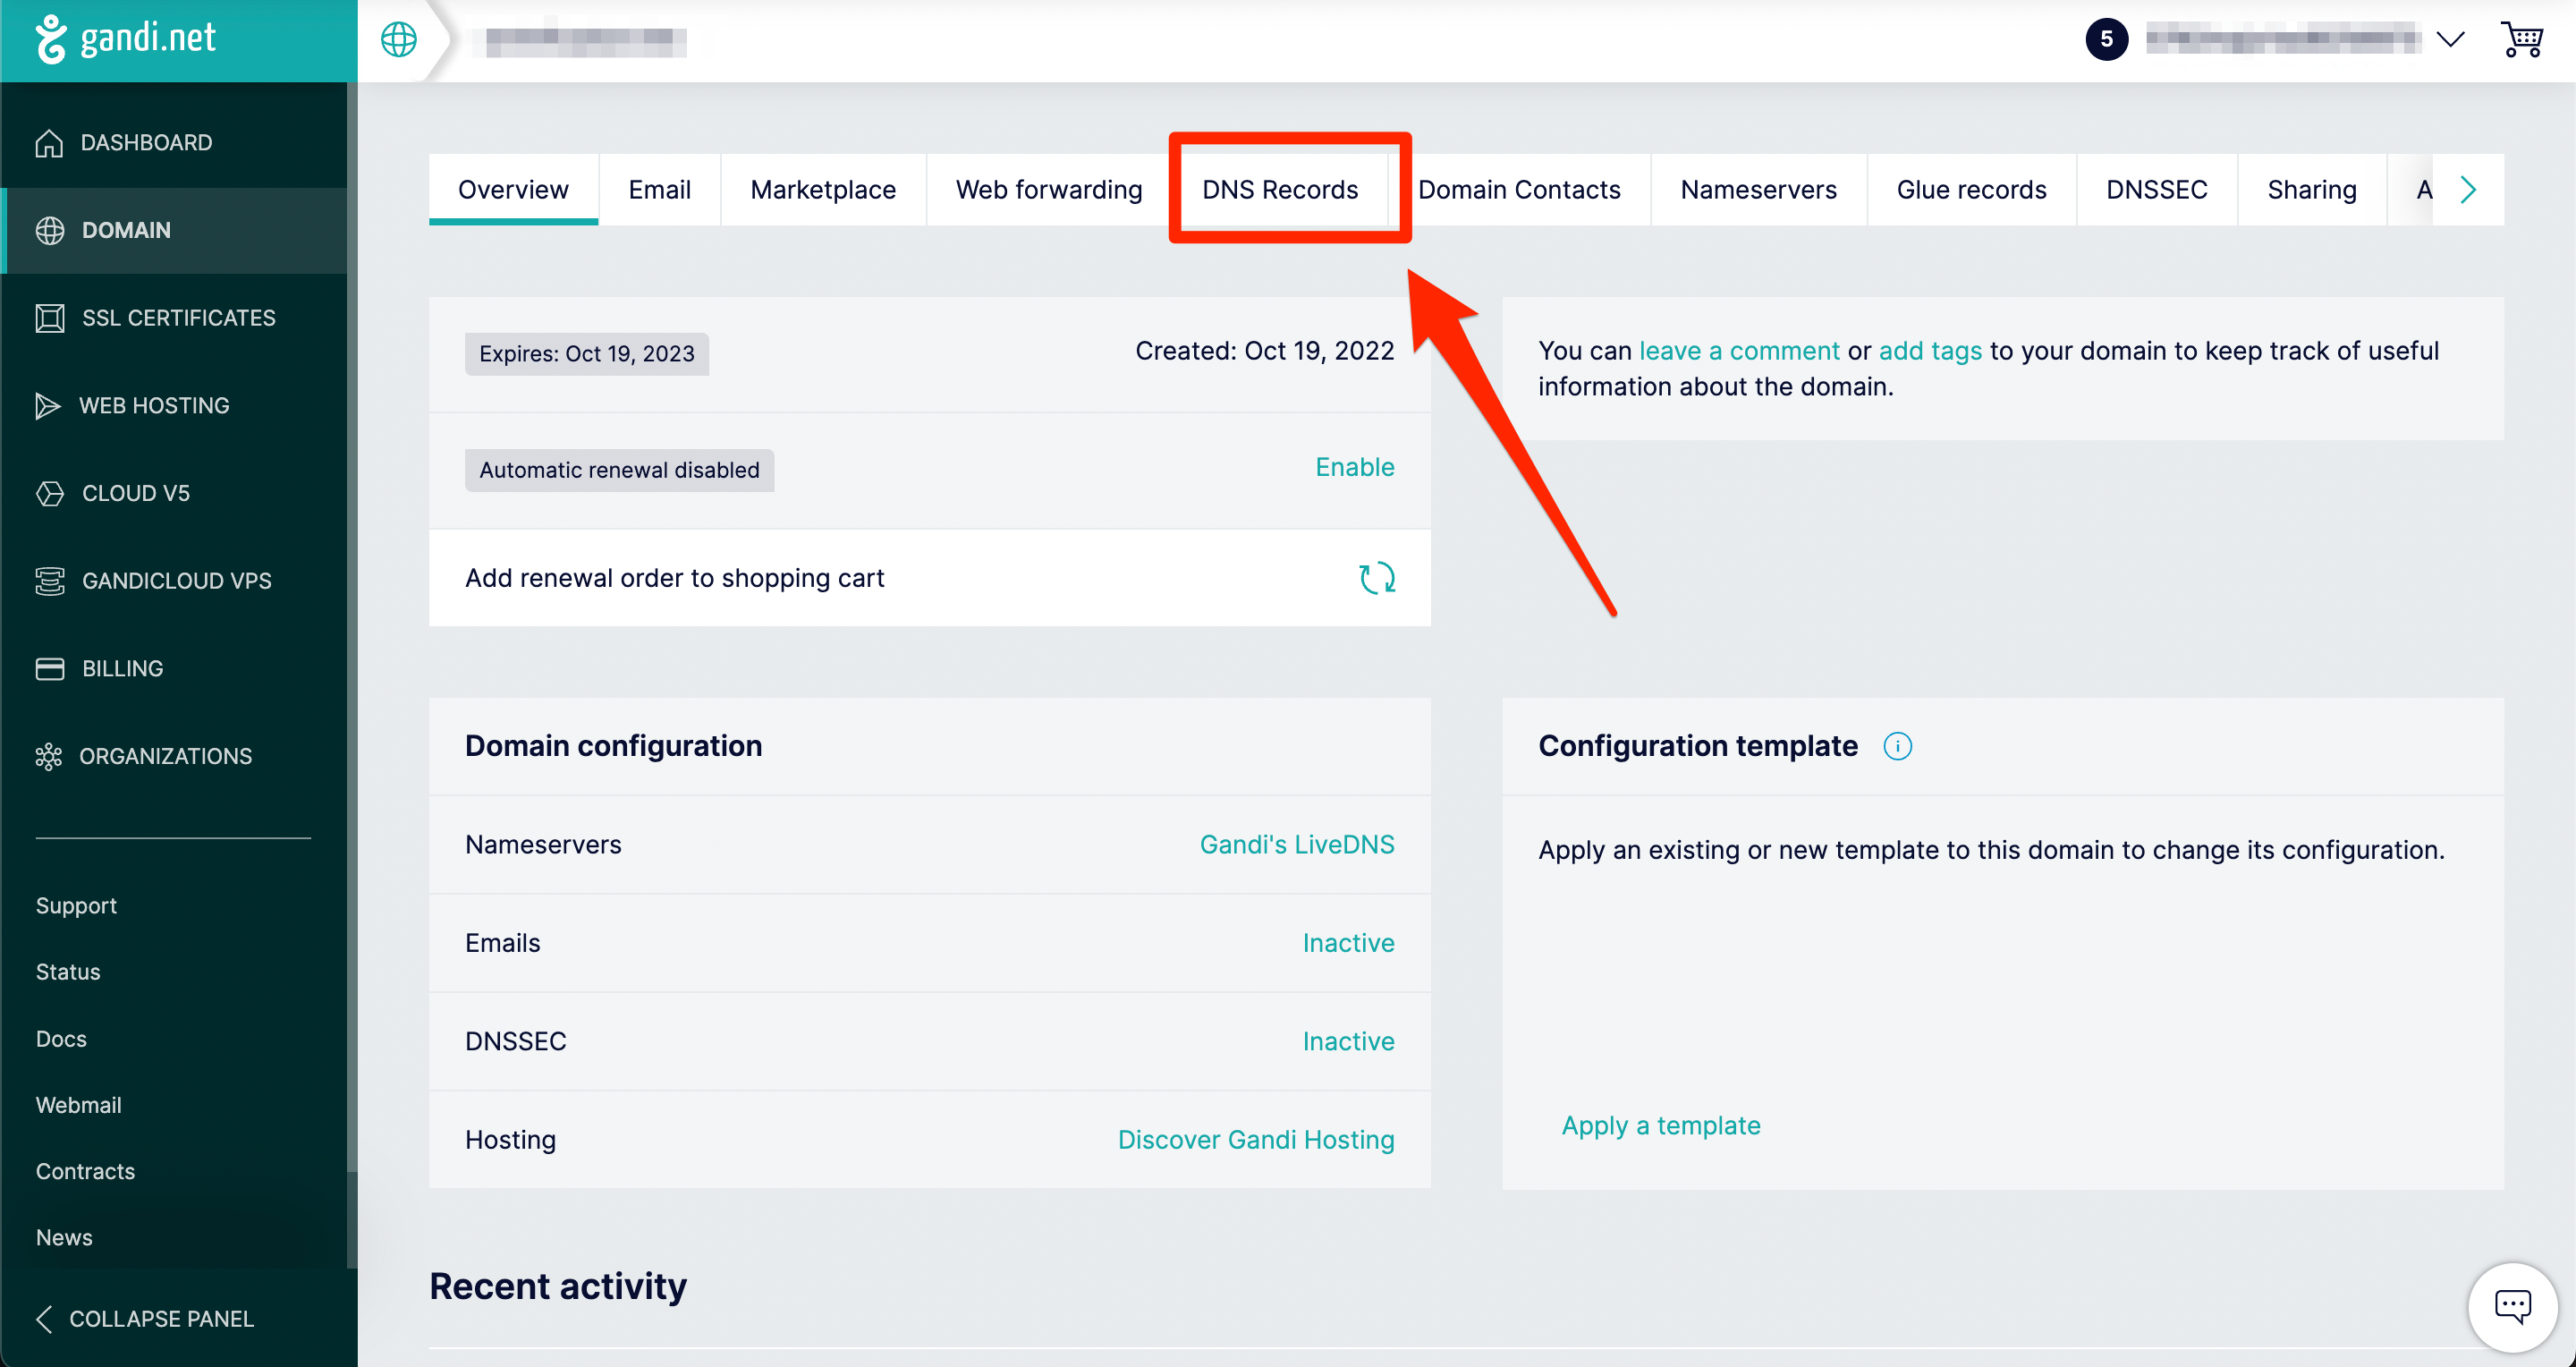 gandi.net
5
DASHBOARD
DOMAIN
SSL CERTIFICATES
WEB HOSTING
CLOUD V5
GANDICLOUD VPS
BILLING
ORGANIZATIONS
Support
Status
Docs
Webmail
Contracts
News
COLLAPSE PANEL
Overview Email Marketplace Web forwarding DNS Records Domain Contacts Nameservers Glue records DNSSEC Sharing A
Expires: Oct 19, 2023 Created: Oct 19, 2022
Automatic renewal disabled Enable
Add renewal order to shopping cart
You can leave a comment or add tags to your domain to keep track of useful
information about the domain.
Domain configuration
Nameservers Gandi's LiveDNS
Emails Inactive
DNSSEC Inactive
Hosting Discover Gandi Hosting
Configuration template
Apply an existing or new template to this domain to change its configuration.
Apply a template
Recent activity